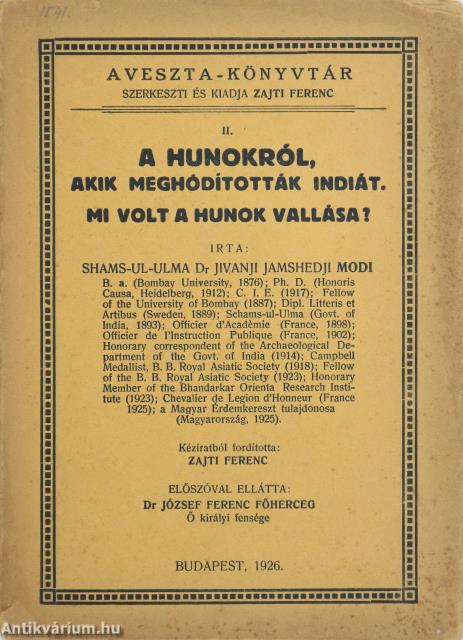 1541.
AVESZTA-KÖNYVTÁR
SZERKESZTI ÉS KIADJA ZAJTI FERENC
II.
A HUNOKRÓL,
AKIK MEGHÓDÍTOTTÁK INDIÁT.
MI VOLT A HUNOK VALLÁSA?
IRTA:
SHAMS-UL-ULMA Dr JIVANJI JAMSHEDJI MODI
B. a. (Bombay University, 1876); Ph. D. (Honoris
Causa, Heidelberg, 1912); C. I. E. (1917); Fellow
of the University of Bombay (1887); Dipl. Litteris et
Artibus (Sweden, 1889); Schams-ul-Ulma (Govt. of
India, 1893); Officier d'Acadèmie (France, 1898);
Officier de l'Instruction Publique (France, 1902);
Honorary correspondent of the Archaeological De-
partment of the Govt. of India (1914); Campbell
Medallist, B. B. Royal Asiatic Society (1918); Fellow
of the B. B. Royal Asiatic Society (1923); Honorary
Member of the Bhandarkar Orienta Research Insti-
tute (1923); Chevalier de Legion d'Honneur (France
1925); a Magyar Érdemkereszt tulajdonosa
(Magyarország, 1925).
Kéziratból fordította:
ZAJTI FERENC
ELŐSZÓVAL ELLÁTTA:
Dr JÓZSEF FERENC FŐHERCEG
Ő királyi fensége
BUDAPEST, 1926.
Antikvárium.hu